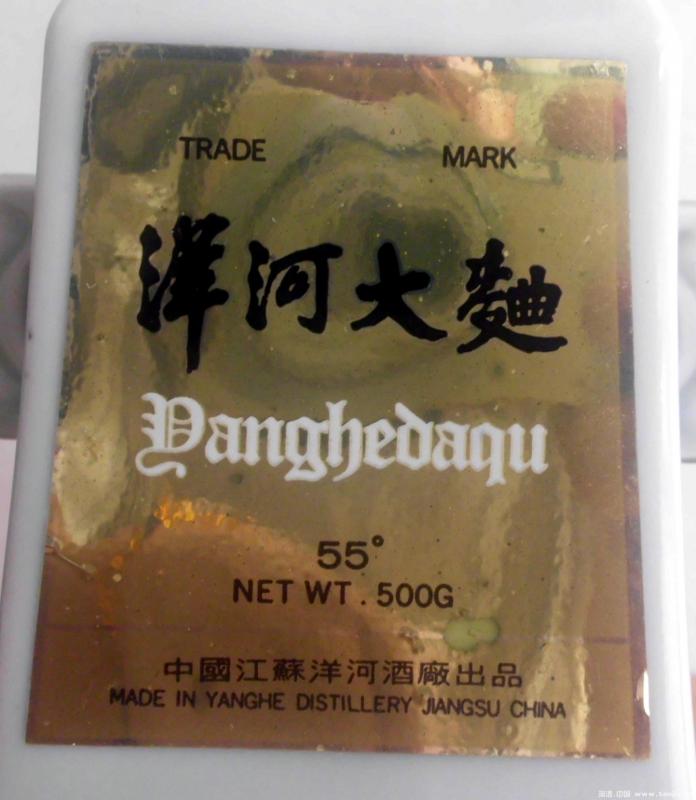 TRADE MARK
洋河大麯
Yanghedaqu
55°
NET WT. 500G
中國江蘇洋河酒廠出品
MADE IN YANGHE DISTILLERY JIANGSU CHINA